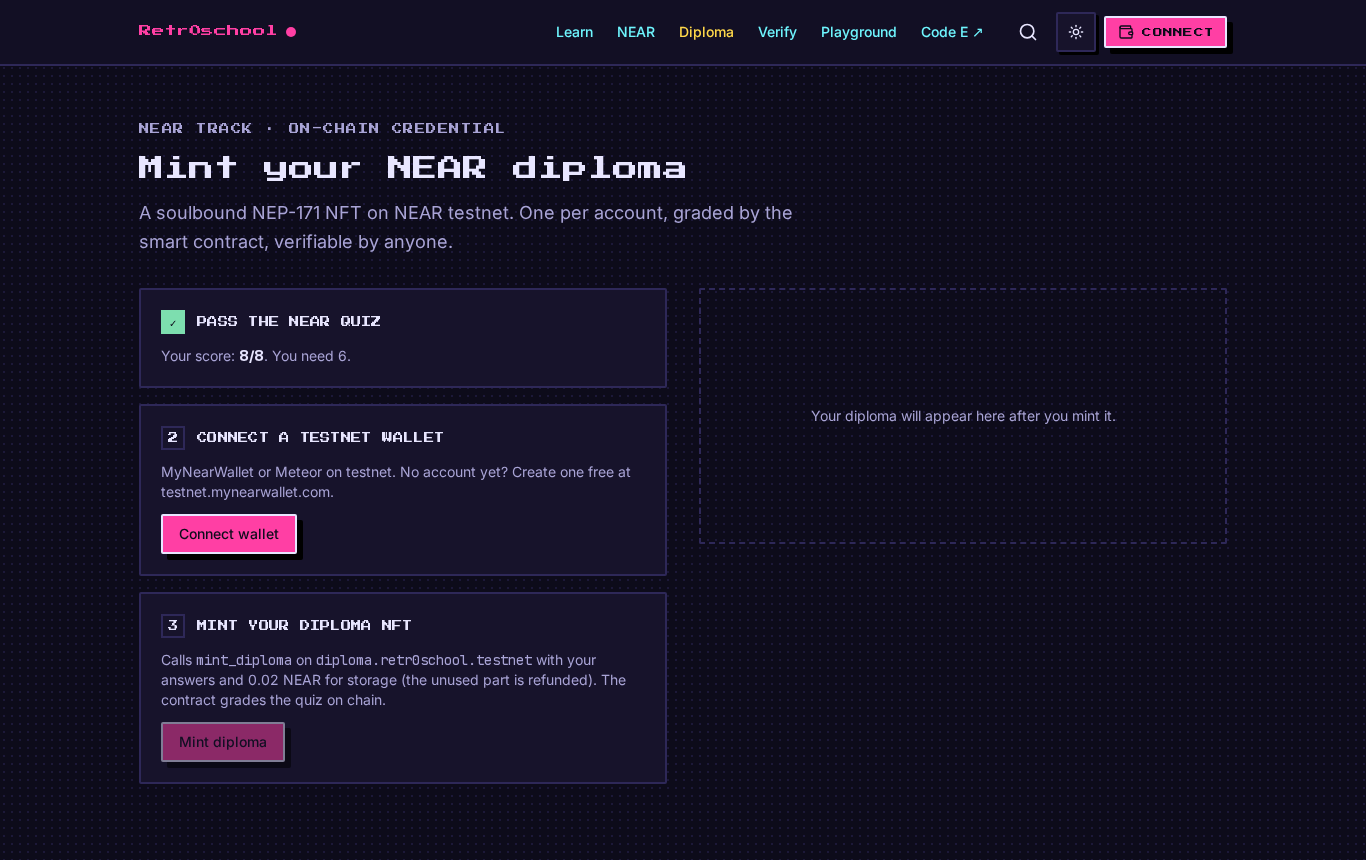 Retr0school
Learn NEAR Diploma Verify Playground Code E ↗ CONNECT
NEAR TRACK · ON-CHAIN CREDENTIAL
Mint your NEAR diploma
A soulbound NEP-171 NFT on NEAR testnet. One per account, graded by the
smart contract, verifiable by anyone.
✓ PASS THE NEAR QUIZ
Your score: 8/8. You need 6.
2 CONNECT A TESTNET WALLET
MyNearWallet or Meteor on testnet. No account yet? Create one free at
testnet.mynearwallet.com.
Connect wallet
3 MINT YOUR DIPLOMA NFT
Calls mint_diploma on diploma.retr0school.testnet with your
answers and 0.02 NEAR for storage (the unused part is refunded). The
contract grades the quiz on chain.
Mint diploma
Your diploma will appear here after you mint it.